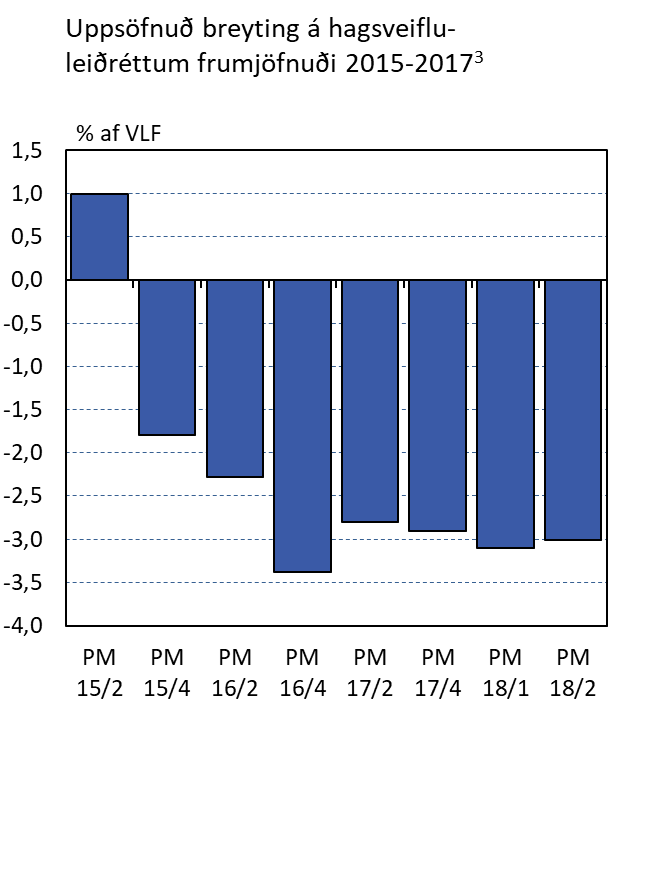 Uppsöfnuð breyting á hagsveiflu-
leiðréttum frumjöfnuði 2015-2017³
% af VLF
1,5
1,0
0,5
0,0
-0,5
-1,0
-1,5
-2,0
-2,5
-3,0
-3,5
-4,0
PM PM PM PM PM PM PM PM
15/2 15/4 16/2 16/4 17/2 17/4 18/1 18/2